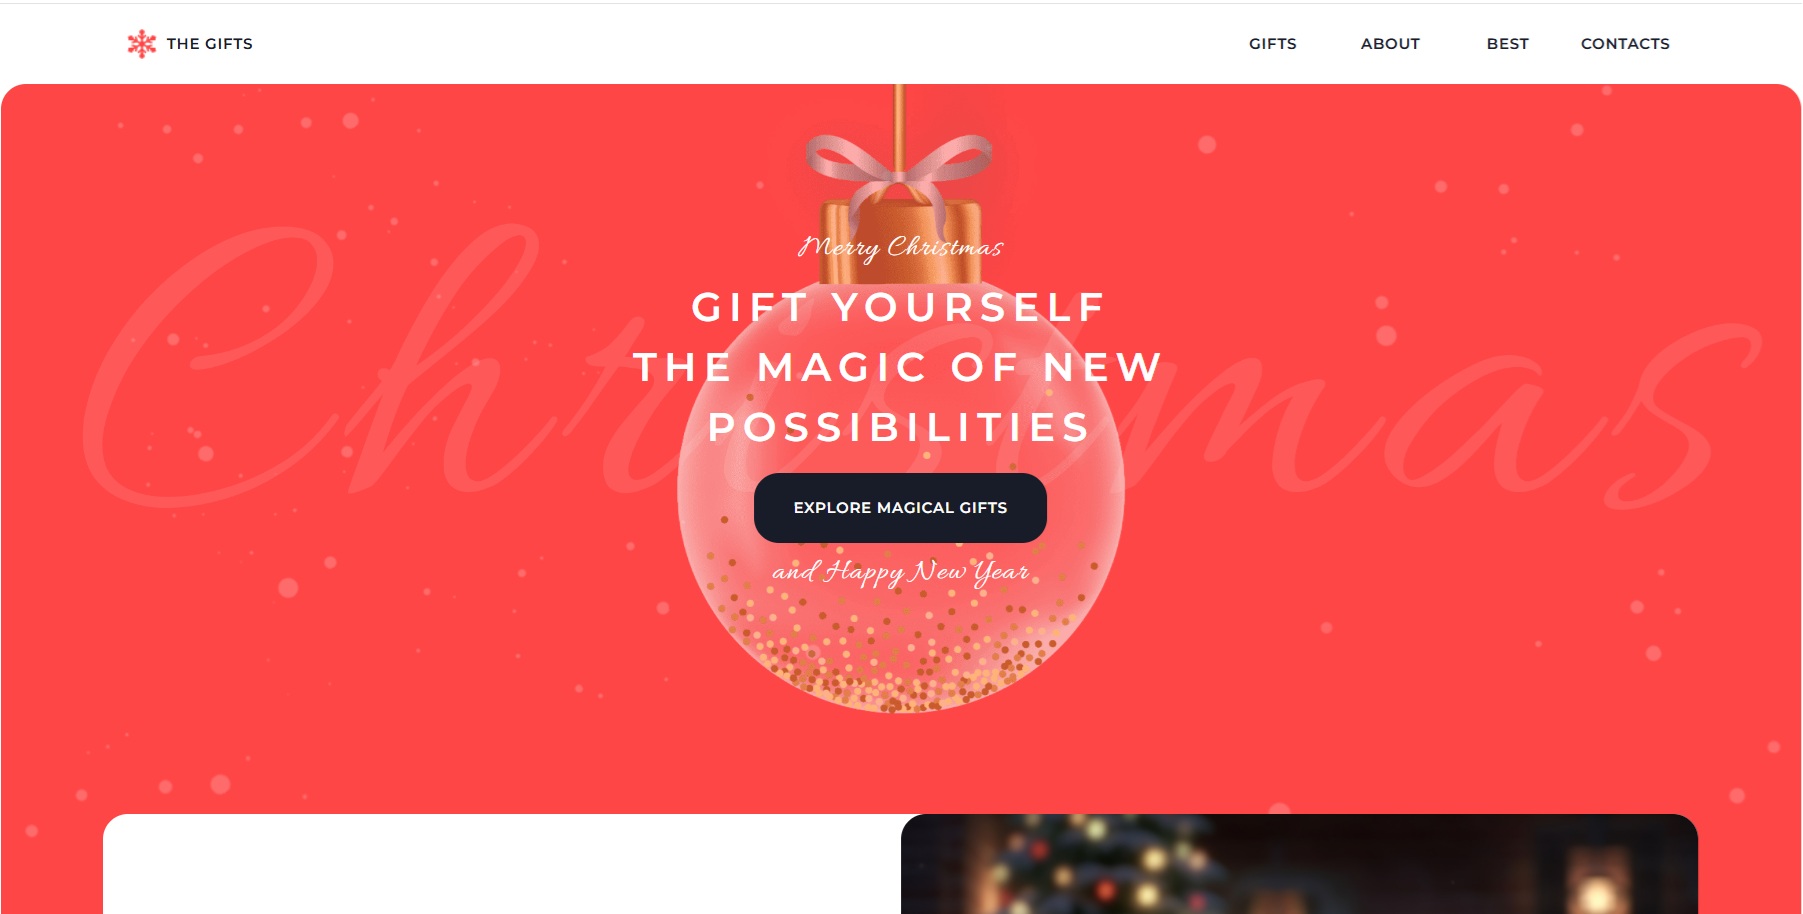 THE GIFTS
GIFTS
ABOUT
BEST
CONTACTS
Christmas
Merry Christmas
GIFT YOURSELF
THE MAGIC OF NEW
POSSIBILITIES
EXPLORE MAGICAL GIFTS
and Happy New Year